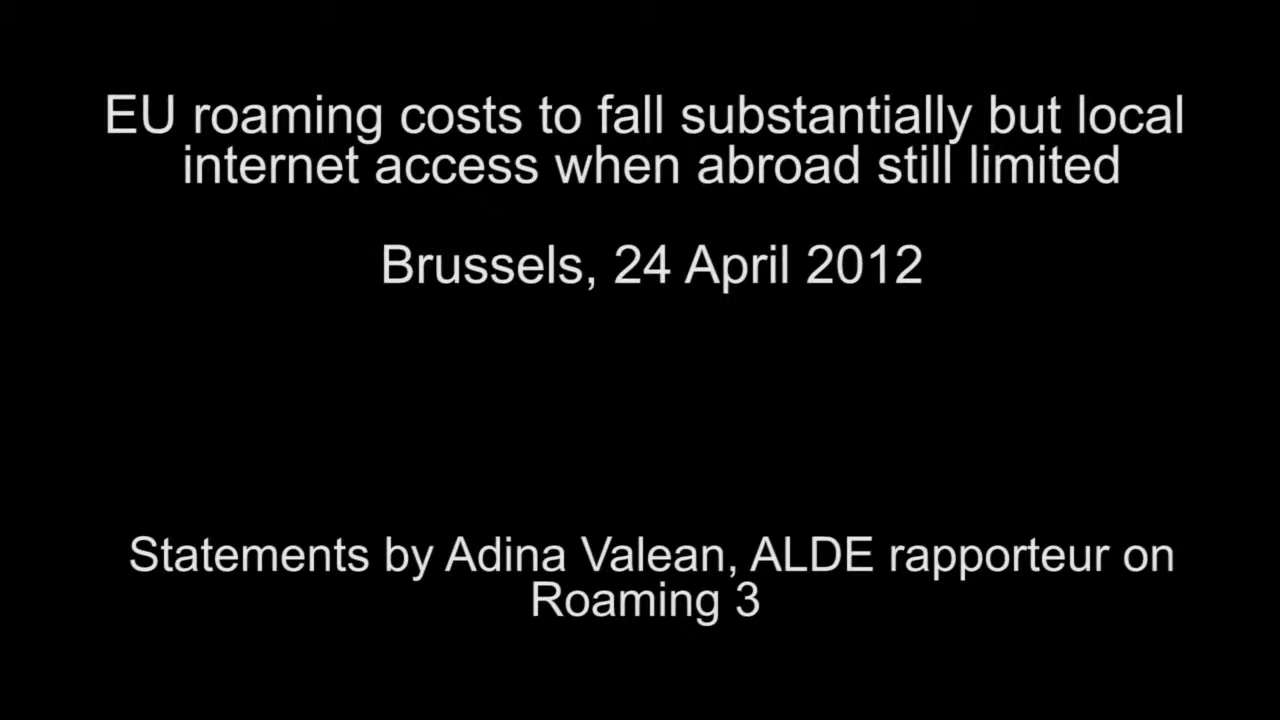 EU roaming costs to fall substantially but local
internet access when abroad still limited
Brussels, 24 April 2012
Statements by Adina Valean, ALDE rapporteur on
Roaming 3